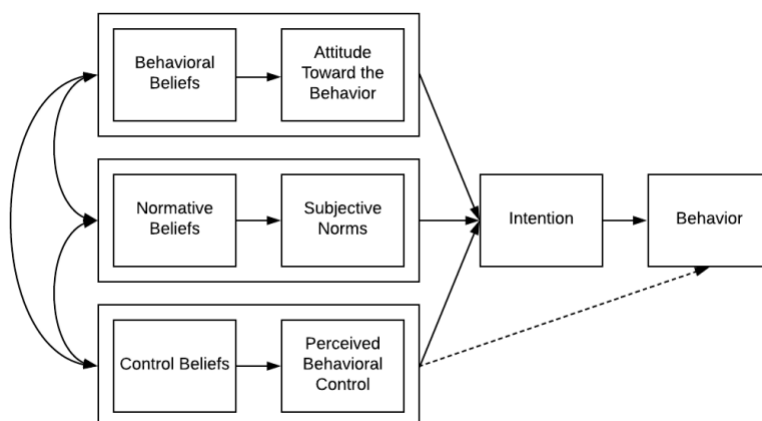 Behavioral
Beliefs
Attitude
Toward the
Behavior
Normative
Beliefs
Subjective
Norms
Intention
Behavior
Control Beliefs
Perceived
Behavioral
Control